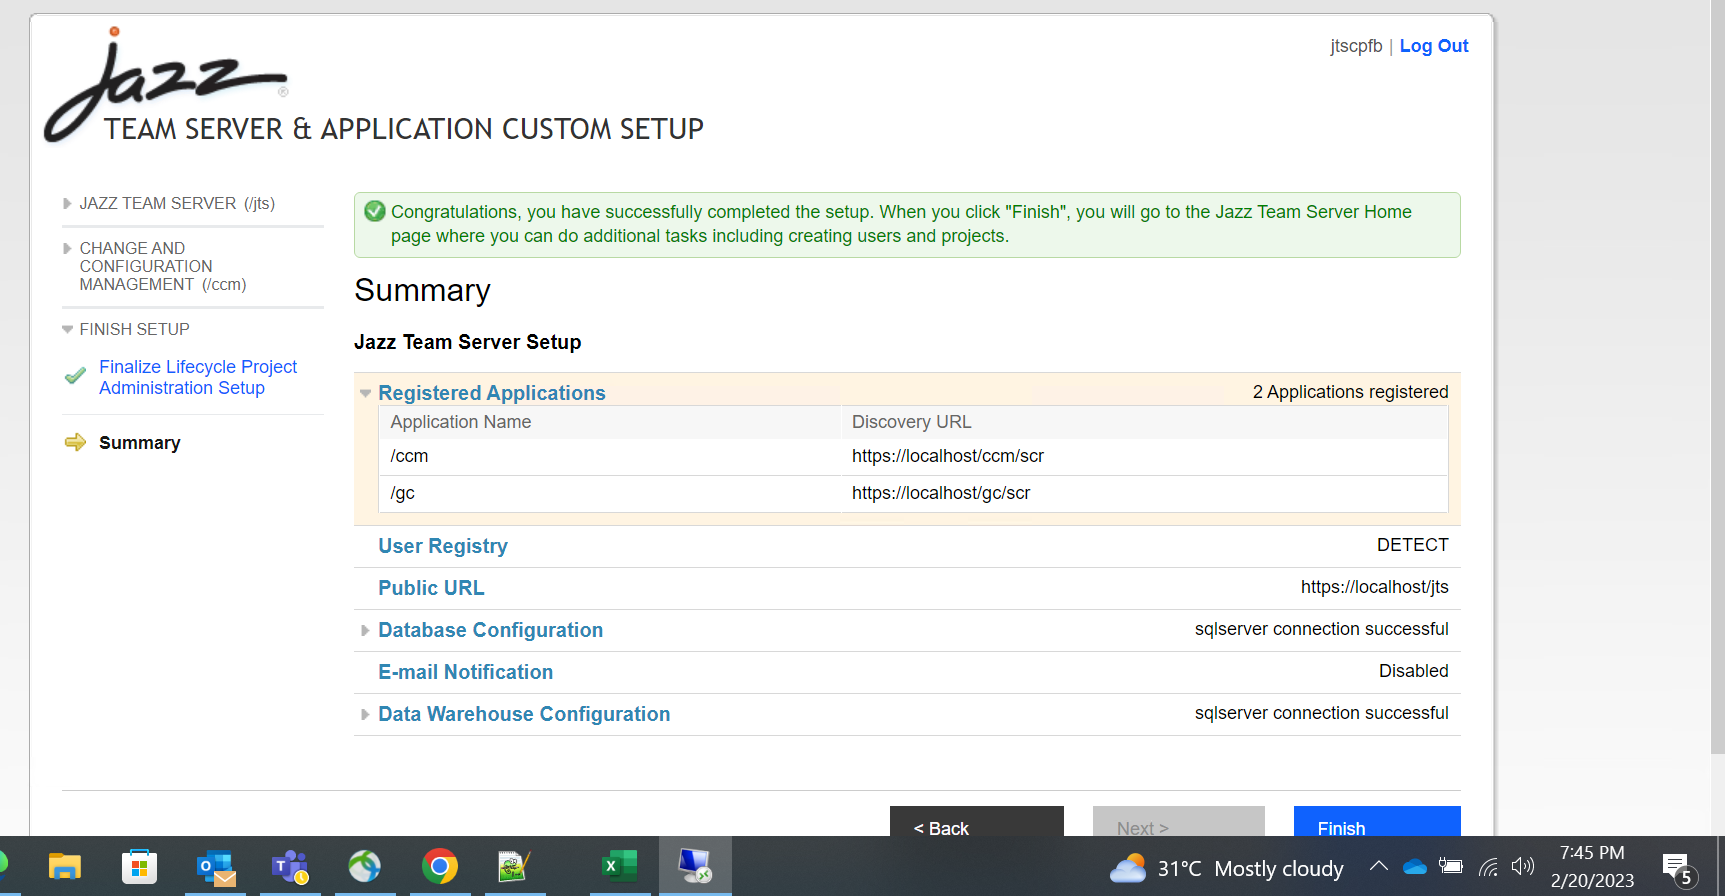 jazz®
TEAM SERVER & APPLICATION CUSTOM SETUP
jtscpfb | Log Out
JAZZ TEAM SERVER (/jts)
CHANGE AND
CONFIGURATION
MANAGEMENT (/ccm)
FINISH SETUP
Finalize Lifecycle Project
Administration Setup
Summary
Congratulations, you have successfully completed the setup. When you click "Finish", you will go to the Jazz Team Server Home
page where you can do additional tasks including creating users and projects.
Summary
Jazz Team Server Setup
Registered Applications 2 Applications registered
Application Name Discovery URL
/ccm https://localhost/ccm/scr
/gc https://localhost/gc/scr
User Registry DETECT
Public URL https://localhost/jts
Database Configuration sqlserver connection successful
E-mail Notification Disabled
Data Warehouse Configuration sqlserver connection successful
< Back Next > Finish
31°C Mostly cloudy
7:45 PM
2/20/2023
5